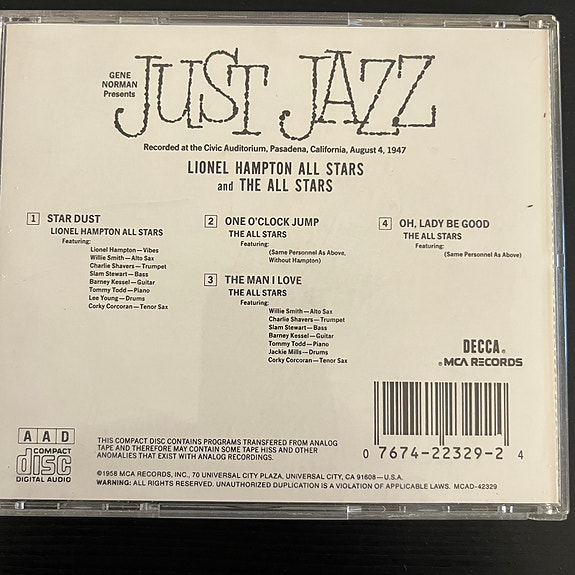 GENE
NORMAN
Presents
JUST JAZZ
Recorded at the Civic Auditorium, Pasadena, California, August 4, 1947
LIONEL HAMPTON ALL STARS
and THE ALL STARS
1 STAR DUST
LIONEL HAMPTON ALL STARS
Featuring:
Lionel Hampton—Vibes
Willie Smith—Alto Sax
Charlie Shavers—Trumpet
Slam Stewart—Bass
Barney Kessel—Guitar
Tommy Todd—Piano
Lee Young—Drums
Corky Corcoran—Tenor Sax
2 ONE O'CLOCK JUMP
THE ALL STARS
Featuring:
(Same Personnel As Above,
Without Hampton)
3 THE MAN I LOVE
THE ALL STARS
Featuring:
Willie Smith—Alto Sax
Charlie Shavers—Trumpet
Slam Stewart—Bass
Barney Kessel—Guitar
Tommy Todd—Piano
Jackie Mills—Drums
Corky Corcoran—Tenor Sax
4 OH, LADY BE GOOD
THE ALL STARS
Featuring:
(Same Personnel As Above)
DECCA®
®MCA RECORDS
0 7674-22329-2 4
AAD
COMPACT
disc
DIGITAL AUDIO
THIS COMPACT DISC CONTAINS PROGRAMS TRANSFERED FROM ANALOG
TAPE AND THEREFORE MAY CONTAIN SOME TAPE HISS AND OTHER
ANOMALIES THAT EXIST WITH ANALOG RECORDINGS.
©1958 MCA RECORDS, INC., 70 UNIVERSAL CITY PLAZA, UNIVERSAL CITY, CA 91608—U.S.A.
WARNING: ALL RIGHTS RESERVED. UNAUTHORIZED DUPLICATION IS A VIOLATION OF APPLICABLE LAWS. MCAD-42329